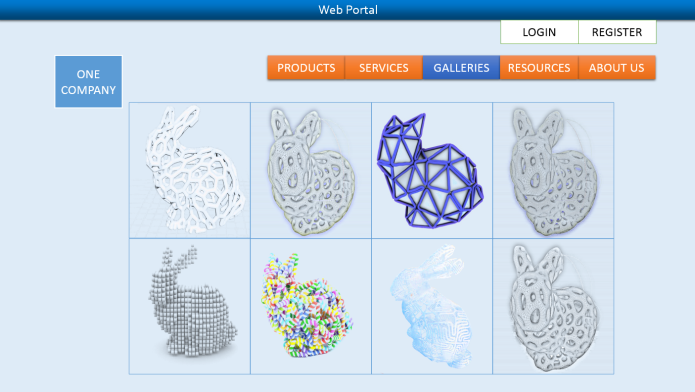 Web Portal
LOGIN
REGISTER
ONE
COMPANY
PRODUCTS
SERVICES
GALLERIES
RESOURCES
ABOUT US